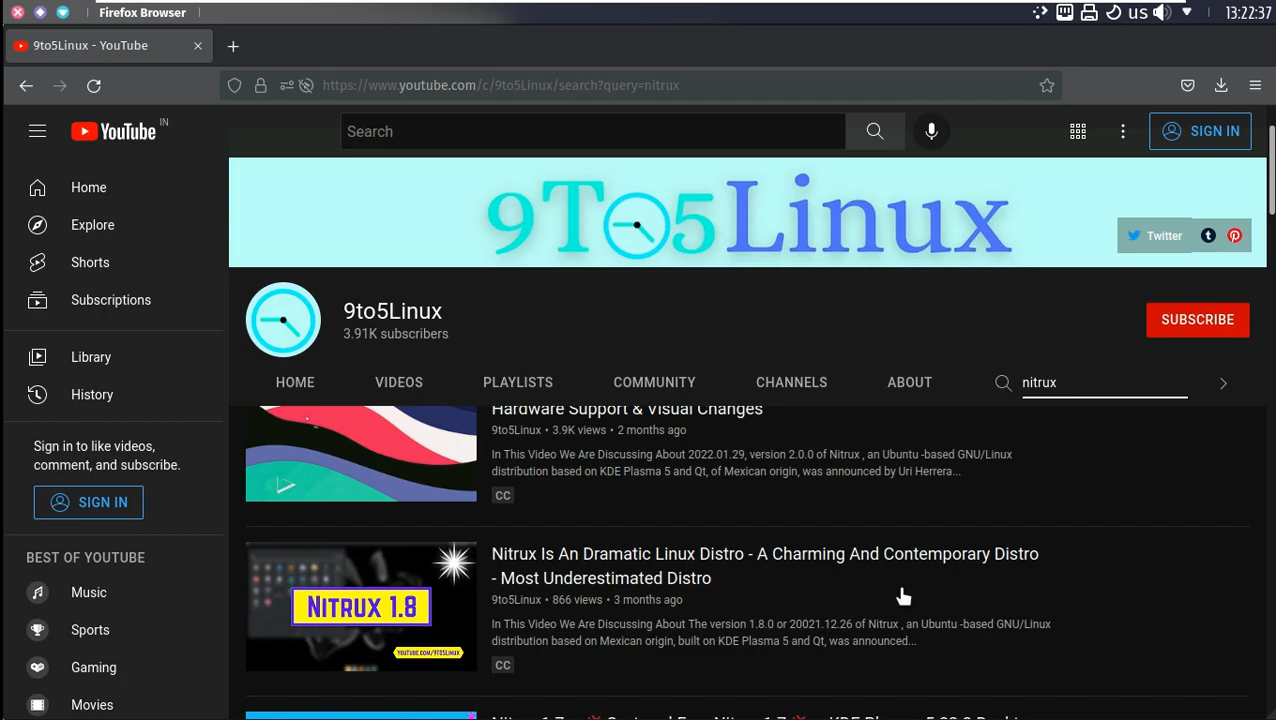 Firefox Browser
us
13:22:37
9to5Linux - YouTube
https://www.youtube.com/c/9to5Linux/search?query=nitrux
YouTube IN
Search
SIGN IN
Home
Explore
Shorts
Subscriptions
Library
History
Sign in to like videos,
comment, and subscribe.
SIGN IN
BEST OF YOUTUBE
Music
Sports
Gaming
Movies
9To5Linux
Twitter
9to5Linux
3.91K subscribers
SUBSCRIBE
HOME
VIDEOS
PLAYLISTS
COMMUNITY
CHANNELS
ABOUT
nitrux
Hardware Support & Visual Changes
9to5Linux • 3.9K views • 2 months ago
In This Video We Are Discussing About 2022.01.29, version 2.0.0 of Nitrux , an Ubuntu -based GNU/Linux
distribution based on KDE Plasma 5 and Qt, of Mexican origin, was announced by Uri Herrera...
CC
NITRUX 1.8
YOUTUBE.COM/9TO5LINUX
Nitrux Is An Dramatic Linux Distro - A Charming And Contemporary Distro
- Most Underestimated Distro
9to5Linux • 866 views • 3 months ago
In This Video We Are Discussing About The version 1.8.0 or 20021.12.26 of Nitrux , an Ubuntu -based GNU/Linux
distribution based on Mexican origin, built on KDE Plasma 5 and Qt, was announced...
CC